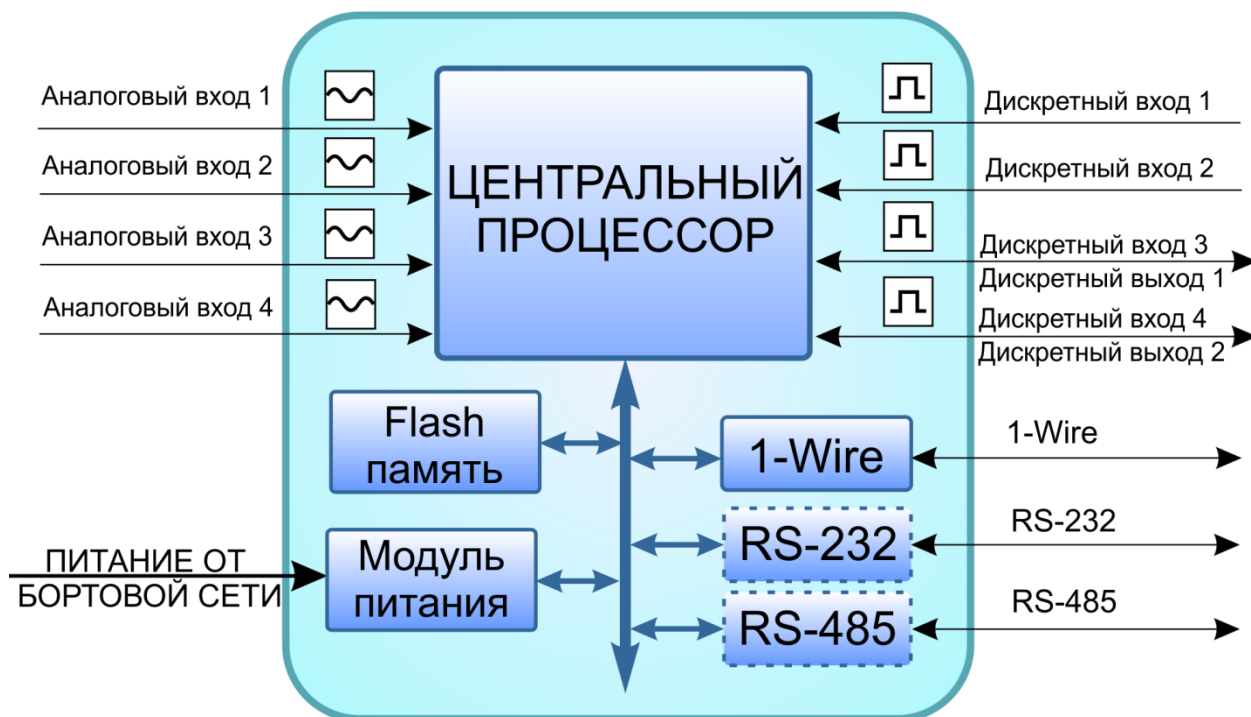 Аналоговый вход 1
Аналоговый вход 2
Аналоговый вход 3
Аналоговый вход 4
ЦЕНТРАЛЬНЫЙ
ПРОЦЕССОР
Дискретный вход 1
Дискретный вход 2
Дискретный вход 3
Дискретный выход 1
Дискретный вход 4
Дискретный выход 2
Flash
память
1-Wire
1-Wire
ПИТАНИЕ ОТ
БОРТОВОЙ СЕТИ
Модуль
питания
RS-232
RS-232
RS-485
RS-485